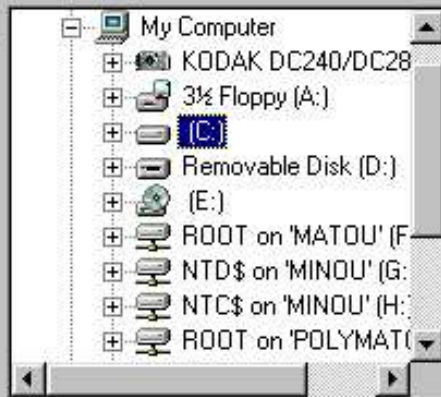 My Computer
KODAK DC240/DC28
3½ Floppy (A:)
(C:)
Removable Disk (D:)
(E:)
ROOT on 'MATOU' (F
NTD$ on 'MINOU' (G:
NTC$ on 'MINOU' (H:
ROOT on 'POLYMATO